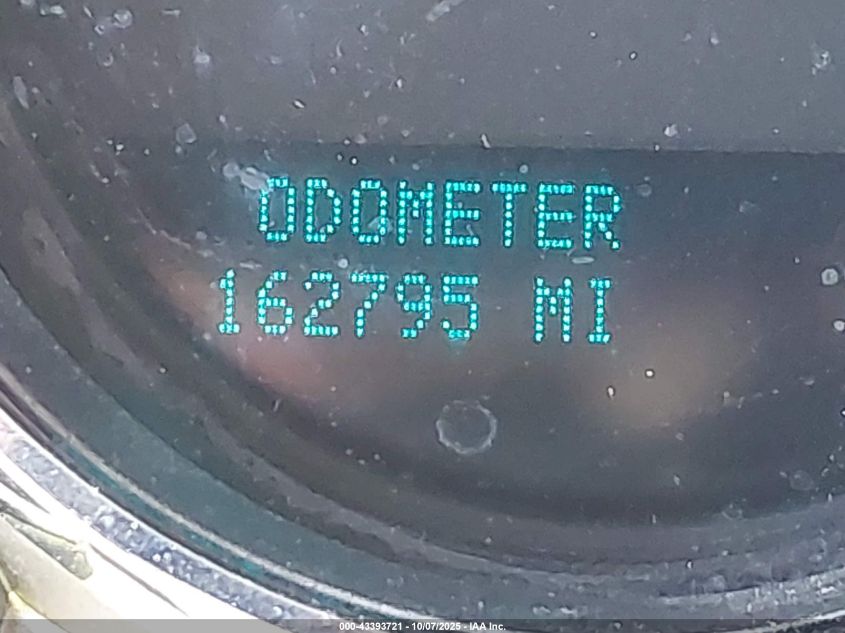 ODOMETER
162795 MI
000-43393721 - 10/07/2025 - IAA Inc.